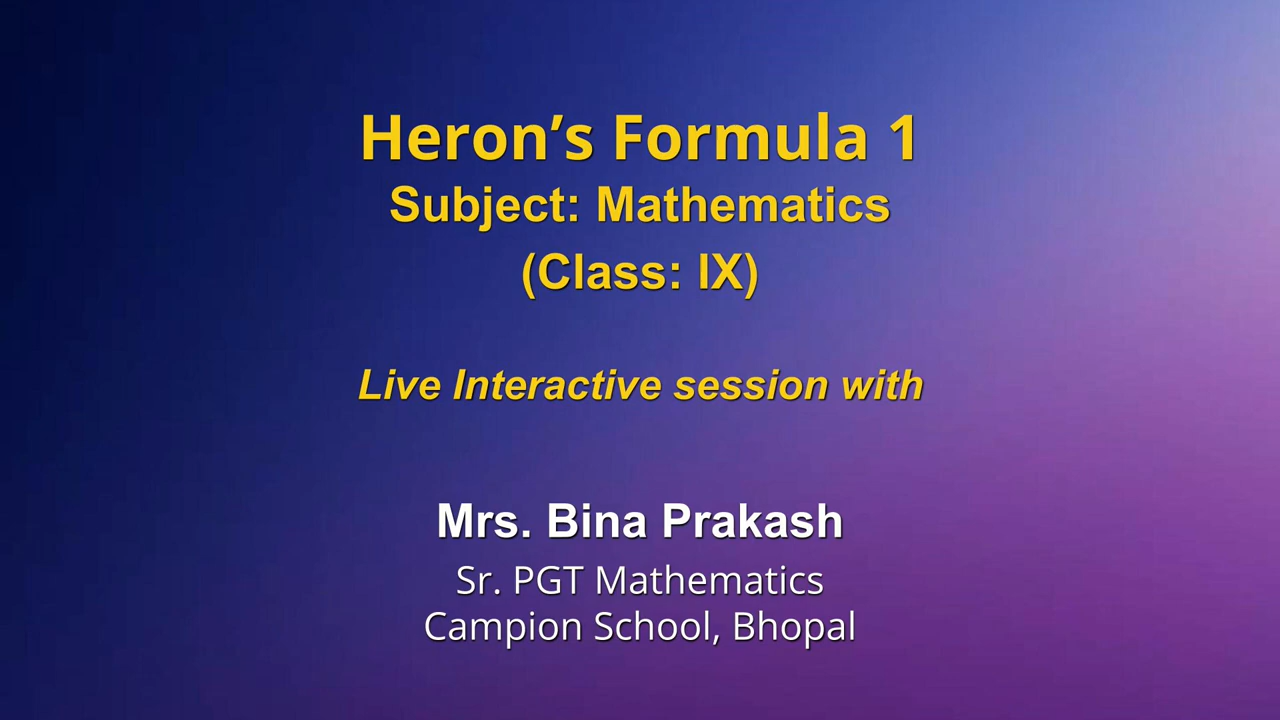 Heron’s Formula 1
Subject: Mathematics
(Class: IX)
Live Interactive session with
Mrs. Bina Prakash
Sr. PGT Mathematics
Campion School, Bhopal